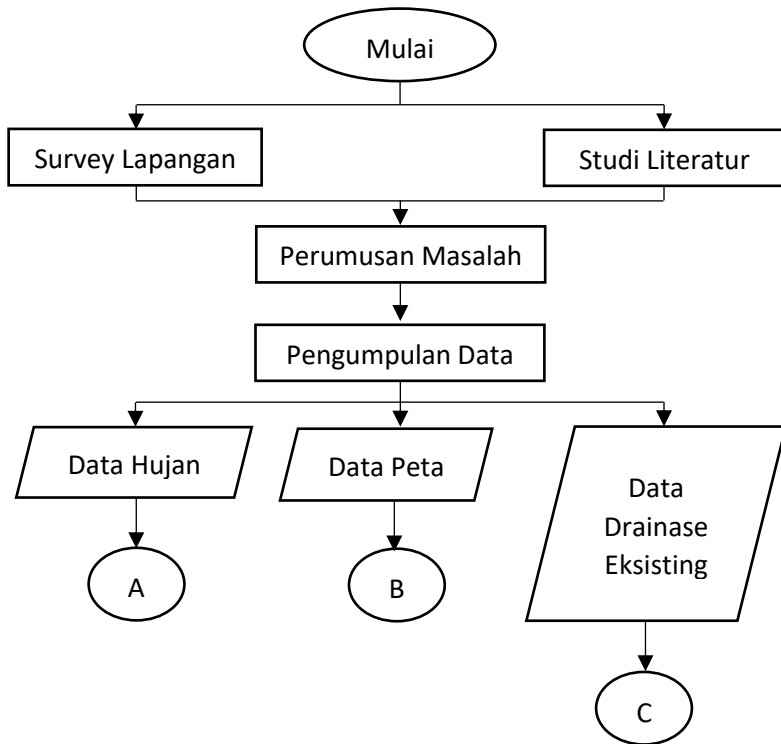 Mulai
Survey Lapangan
Studi Literatur
Perumusan Masalah
Pengumpulan Data
Data Hujan
Data Peta
Data
Drainase
Eksisting
A
B
C